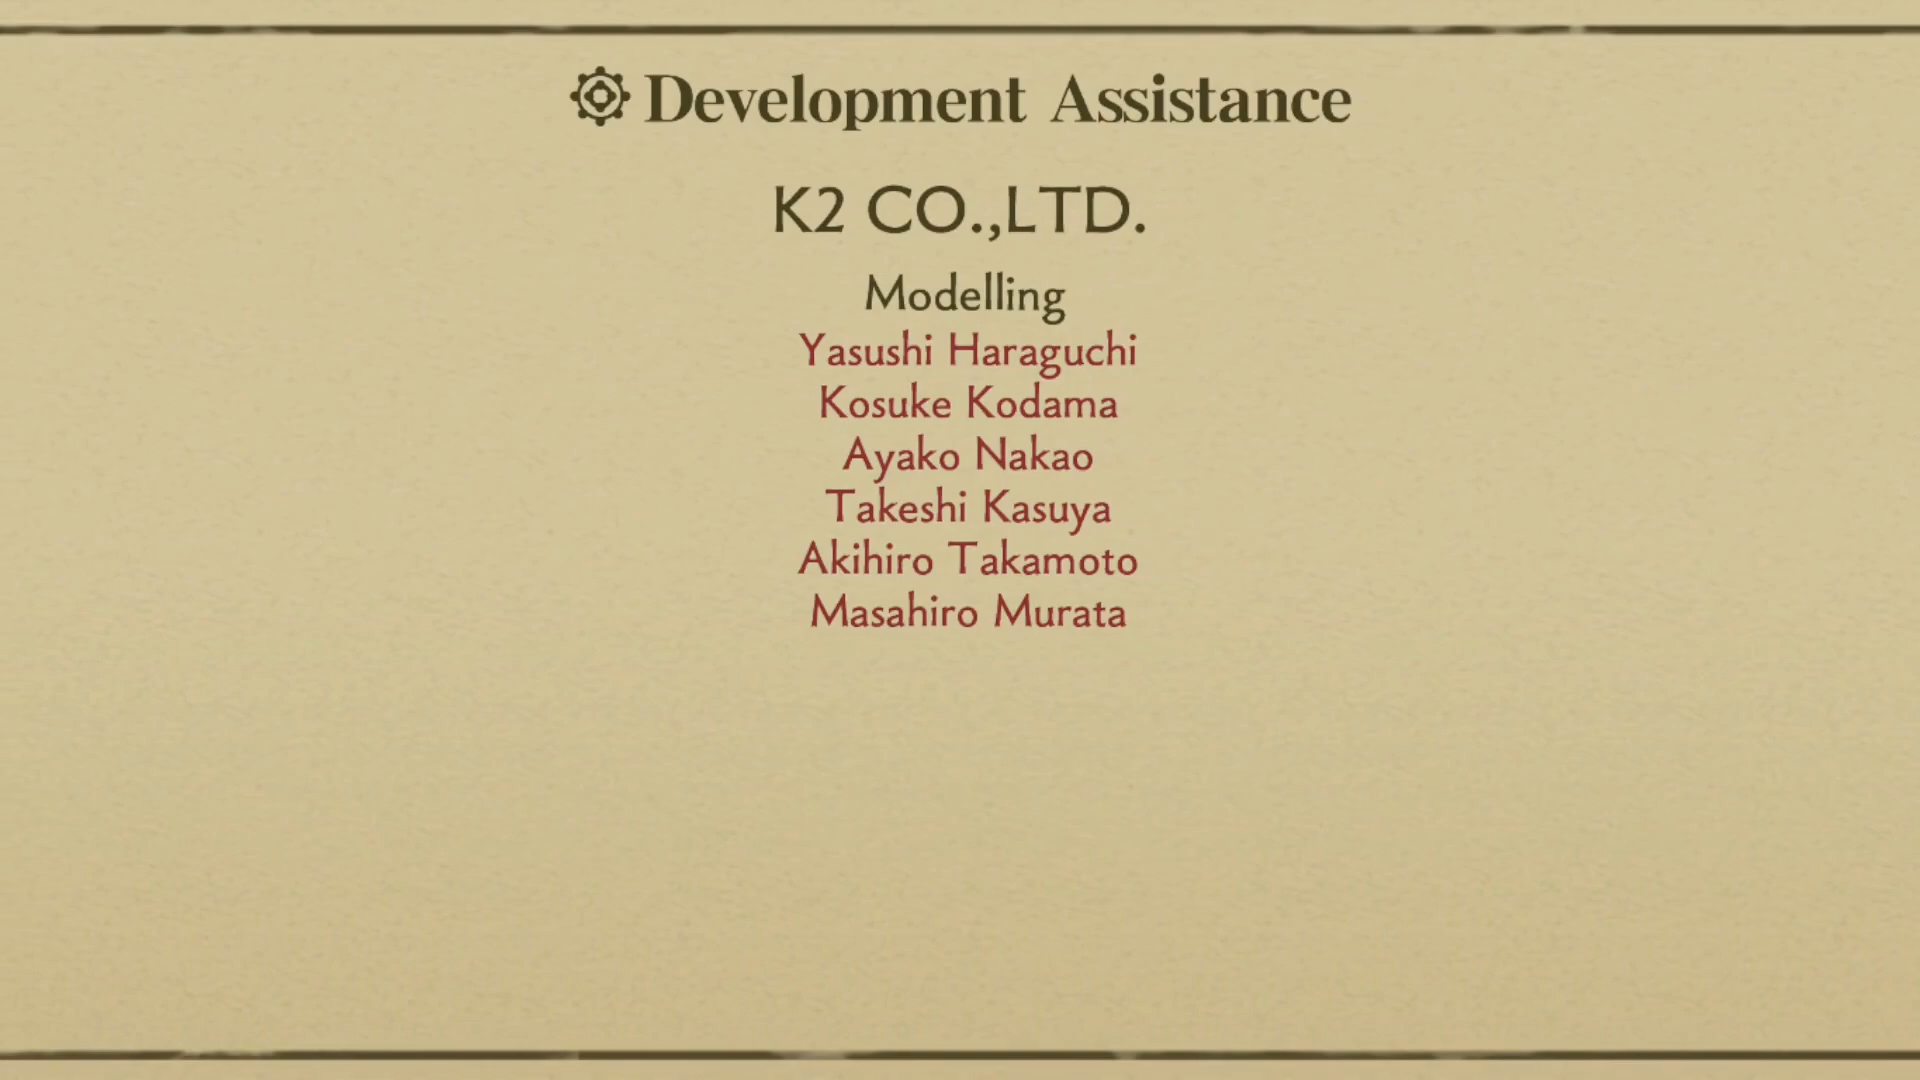 Development Assistance
K2 CO.,LTD.
Modelling
Yasushi Haraguchi
Kosuke Kodama
Ayako Nakao
Takeshi Kasuya
Akihiro Takamoto
Masahiro Murata